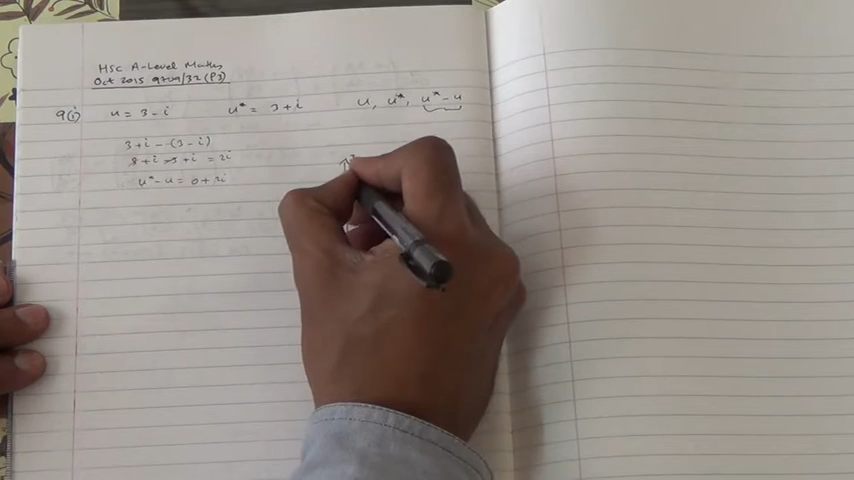 HSC A-Level Maths
Oct 2015 9709/32 (P3)
9(i) u = 3 - i u* = 3 + i u, u*, u* - u
3 + i - (3 - i)
3 + i - 3 + i = 2i
u* - u = 0 + 2i